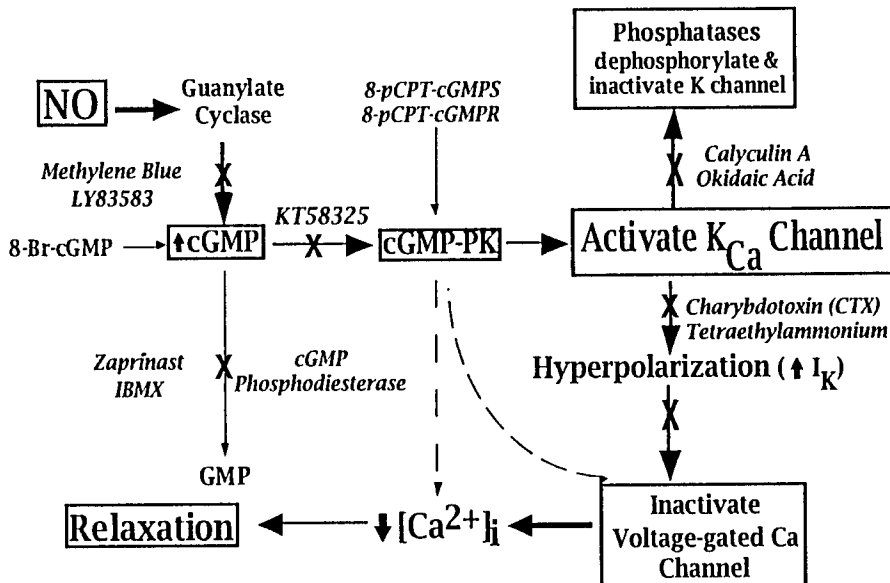 Phosphatases
dephosphorylate &
inactivate K channel
NO
Guanylate
Cyclase
8-pCPT-cGMPS
8-pCPT-cGMPR
Methylene Blue
LY83583
X
Calyculin A
Okidaic Acid
X
8-Br-cGMP
cGMP
KT58325
X
cGMP-PK
Activate KCa Channel
X
Charybdotoxin (CTX)
Tetraethylammonium
Zaprinast
IBMX
X
cGMP
Phosphodiesterase
Hyperpolarization ( IK)
X
GMP
Relaxation
[Ca2+]i
Inactivate
Voltage-gated Ca
Channel